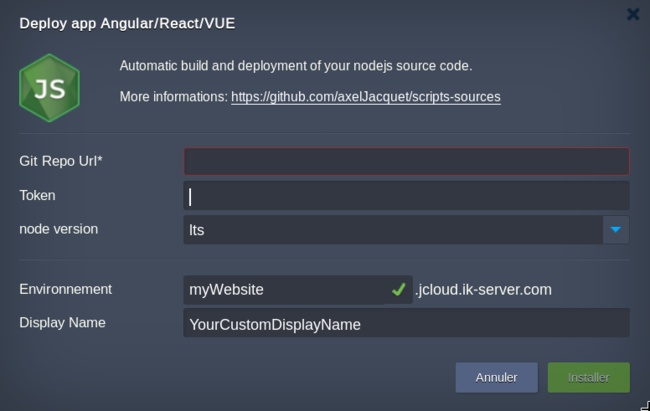 Deploy app Angular/React/VUE
JS
Automatic build and deployment of your nodejs source code.
More informations: https://github.com/axelJacquet/scripts-sources
Git Repo Url*
Token
node version
lts
Environnement
myWebsite
.jcloud.ik-server.com
Display Name
YourCustomDisplayName
Annuler
Installer